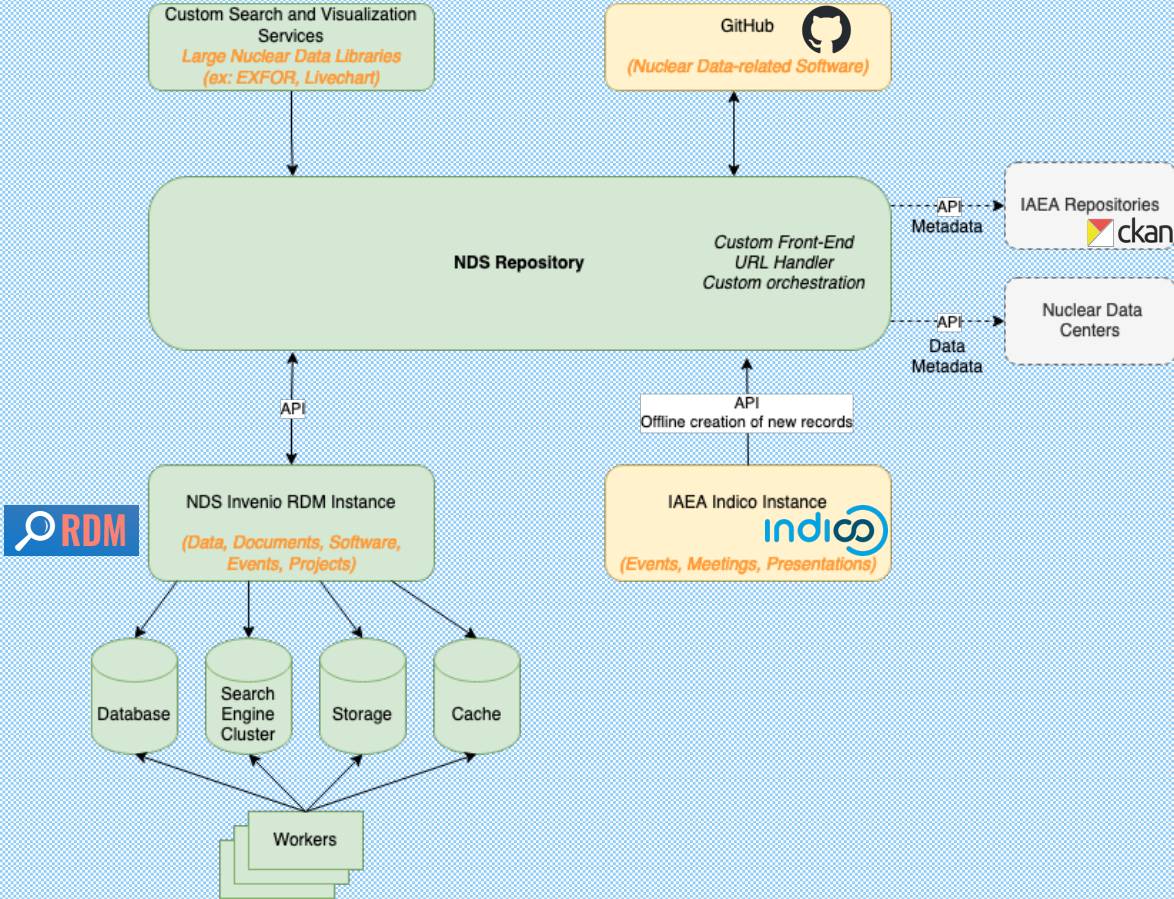 Custom Search and Visualization
Services
Large Nuclear Data Libraries
(ex: EXFOR, Livechart)
GitHub
(Nuclear Data-related Software)
NDS Repository
Custom Front-End
URL Handler
Custom orchestration
API
Metadata
IAEA Repositories
ckan
API
Data
Metadata
Nuclear Data
Centers
API
API
Offline creation of new records
NDS Invenio RDM Instance
(Data, Documents, Software,
Events, Projects)
RDM
IAEA Indico Instance
indico
(Events, Meetings, Presentations)
Database
Search
Engine
Cluster
Storage
Cache
Workers